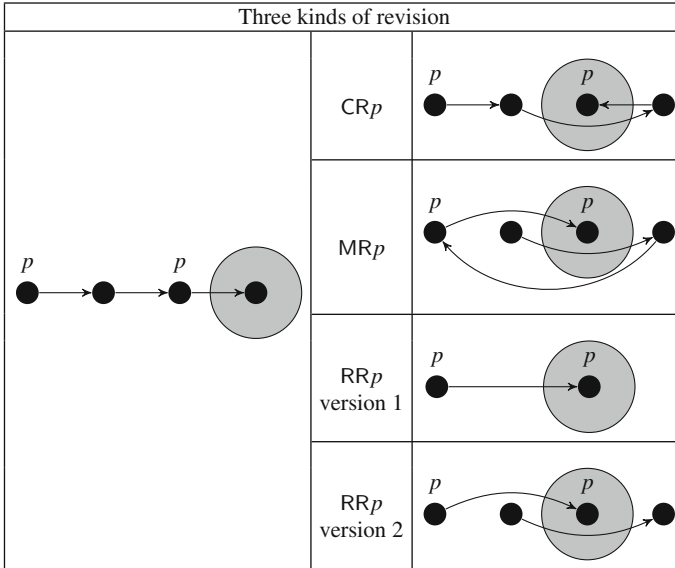 Three kinds of revision
p p
CRp
p p
MRp
p p
p p
RRp
version 1
p p
RRp
version 2
p p